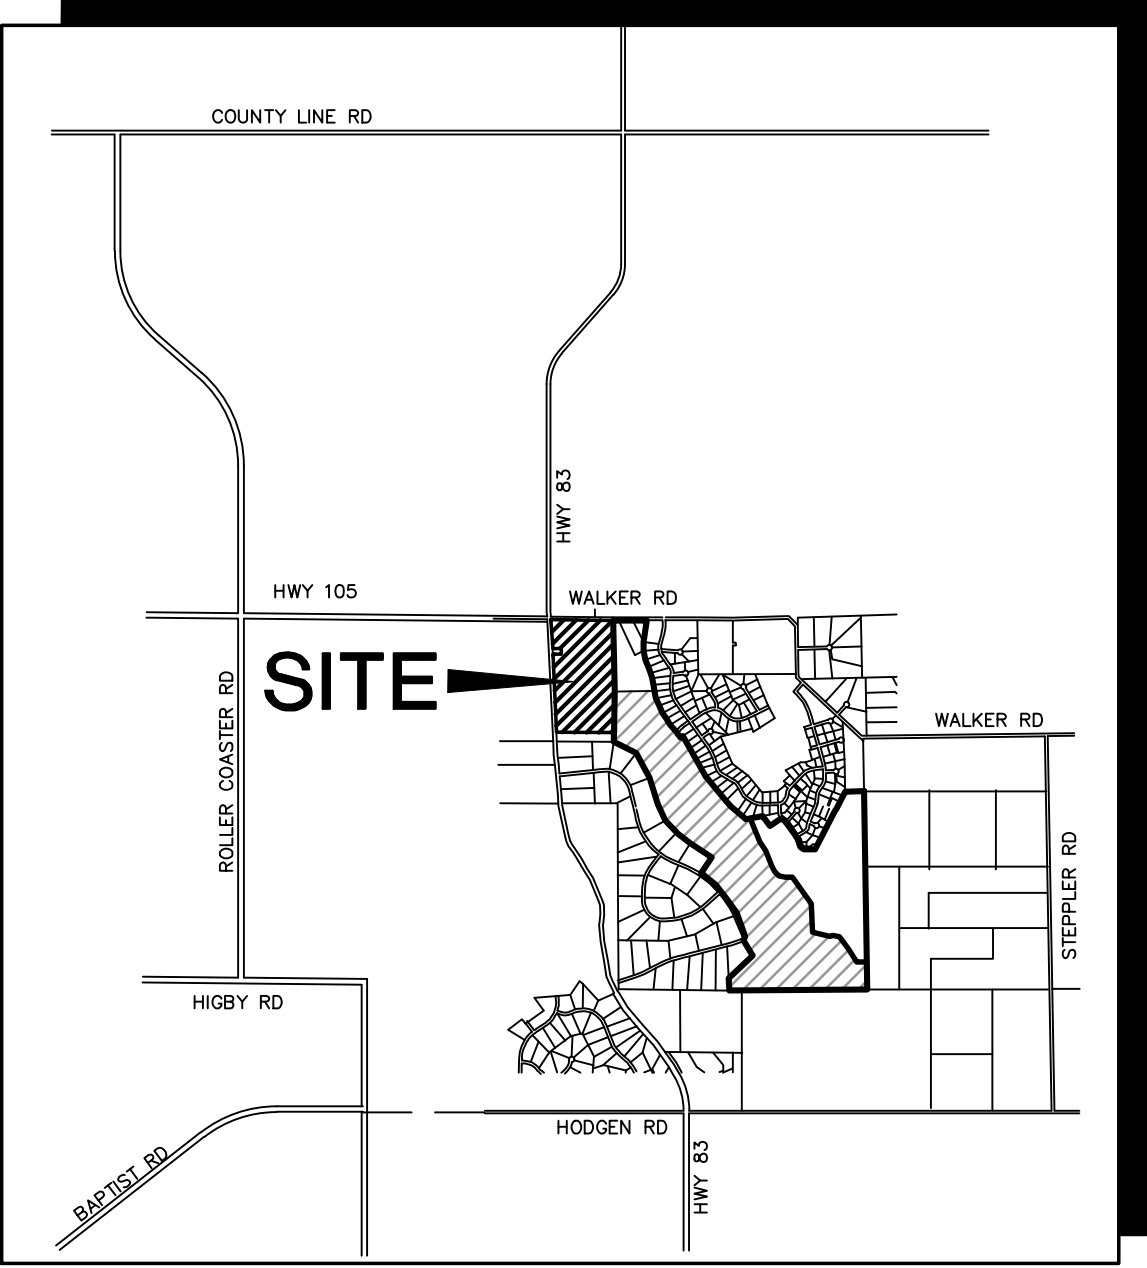 COUNTY LINE RD
HWY 83
HWY 105
WALKER RD
SITE
ROLLER COASTER RD
WALKER RD
STEPPLER RD
HIGBY RD
HODGEN RD
BAPTIST RD
HWY 83